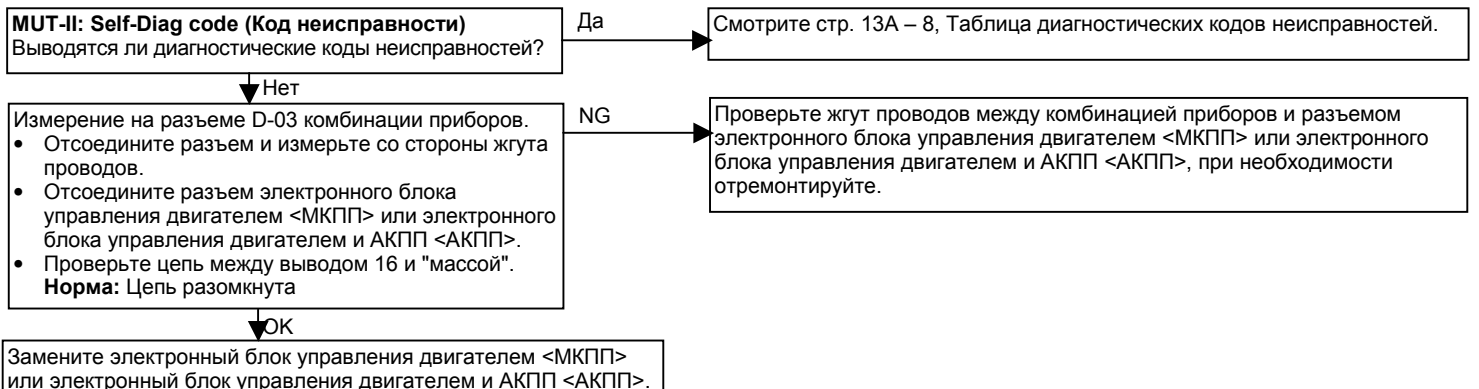 MUT-II: Self-Diag code (Код неисправности)
Выводятся ли диагностические коды неисправностей?
Да
Смотрите стр. 13A – 8, Таблица диагностических кодов неисправностей.
Нет
Измерение на разъеме D-03 комбинации приборов.
• Отсоедините разъем и измерьте со стороны жгута
проводов.
• Отсоедините разъем электронного блока
управления двигателем <МКПП> или электронного
блока управления двигателем и АКПП <АКПП>.
• Проверьте цепь между выводом 16 и "массой".
Норма: Цепь разомкнута
NG
Проверьте жгут проводов между комбинацией приборов и разъемом
электронного блока управления двигателем <МКПП> или электронного
блока управления двигателем и АКПП <АКПП>, при необходимости
отремонтируйте.
OK
Замените электронный блок управления двигателем <МКПП>
или электронный блок управления двигателем и АКПП <АКПП>.